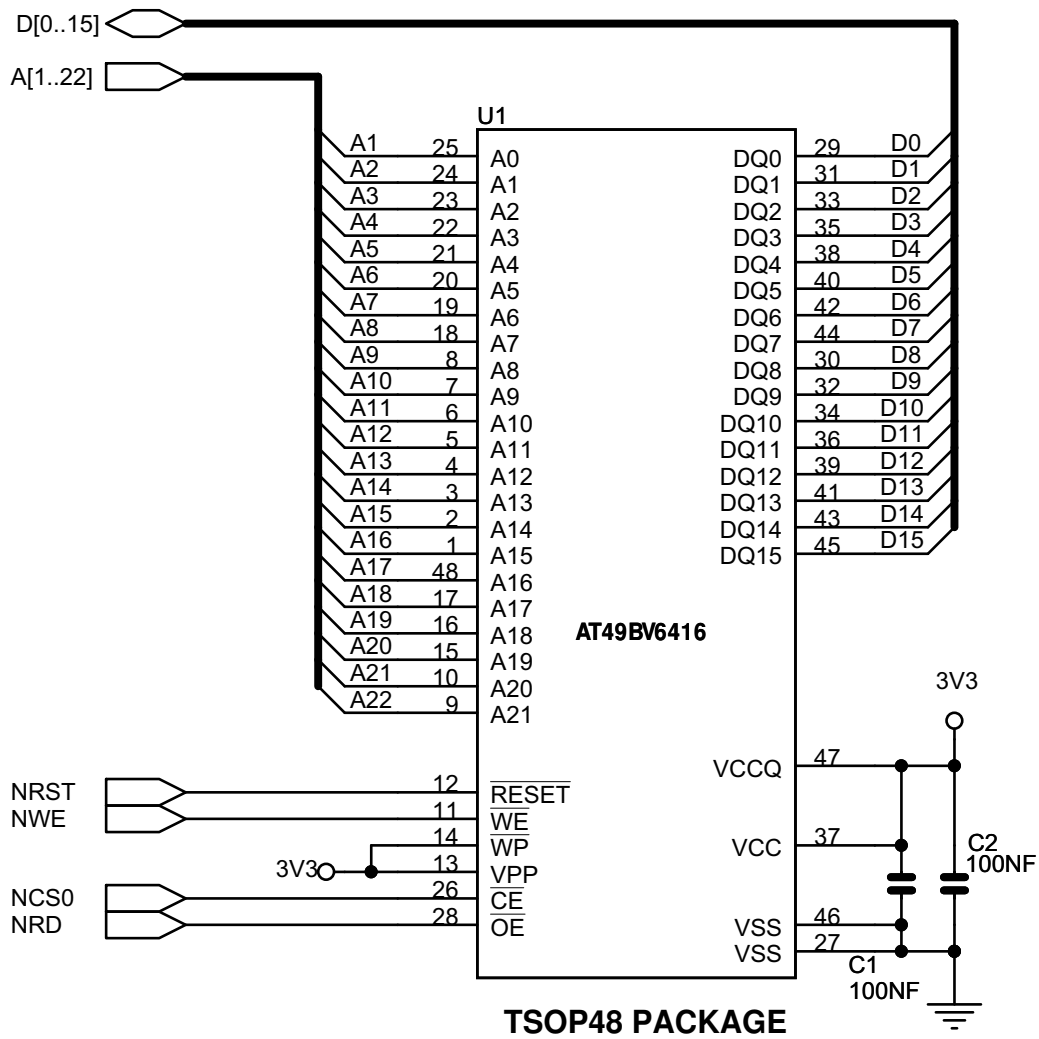 D[0..15]
A[1..22]
U1
A1 25 A0 DQ0 29 D0
A2 24 A1 DQ1 31 D1
A3 23 A2 DQ2 33 D2
A4 22 A3 DQ3 35 D3
A5 21 A4 DQ4 38 D4
A6 20 A5 DQ5 40 D5
A7 19 A6 DQ6 42 D6
A8 18 A7 DQ7 44 D7
A9 8 A8 DQ8 30 D8
A10 7 A9 DQ9 32 D9
A11 6 A10 DQ10 34 D10
A12 5 A11 DQ11 36 D11
A13 4 A12 DQ12 39 D12
A14 3 A13 DQ13 41 D13
A15 2 A14 DQ14 43 D14
A16 1 A15 DQ15 45 D15
A17 48 A16
A18 17 A17
A19 16 A18
A20 15 A19
A21 10 A20
A22 9 A21
AT49BV6416
3V3
VCCQ 47
NRST 12 RESET
NWE 11 WE
14 WP
VCC 37
3V3 13 VPP
NCS0 26 CE
NRD 28 OE
C2
100NF
VSS 46
VSS 27
C1
100NF
TSOP48 PACKAGE